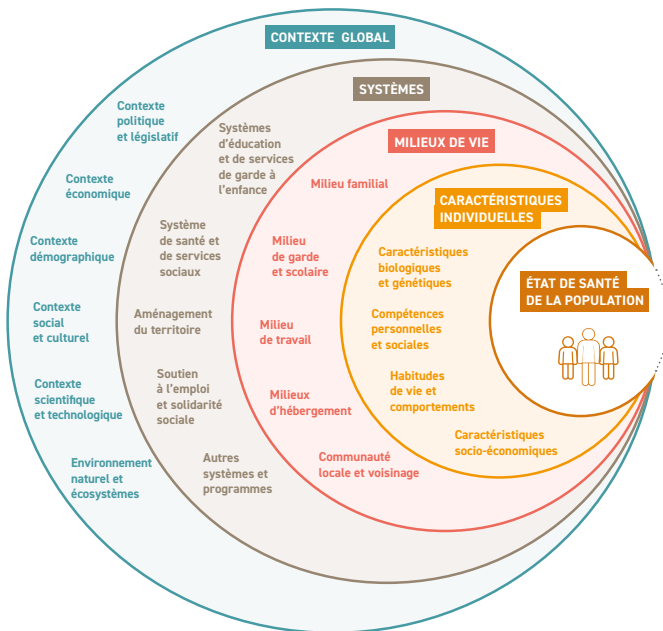 CONTEXTE GLOBAL
Contexte
politique
et législatif
Contexte
économique
Contexte
démographique
Contexte
social
et culturel
Contexte
scientifique
et technologique
Environnement
naturel et
écosystèmes
SYSTÈMES
Systèmes
d'éducation
et de services
de garde à
l'enfance
Système
de santé et
de services
sociaux
Aménagement
du territoire
Soutien
à l'emploi
et solidarité
sociale
Autres
systèmes et
programmes
MILIEUX DE VIE
Milieu familial
Milieu
de garde
et scolaire
Milieu
de travail
Milieux
d'hébergement
Communauté
locale et voisinage
CARACTÉRISTIQUES
INDIVIDUELLES
Caractéristiques
biologiques
et génétiques
Compétences
personnelles
et sociales
Habitudes
de vie et
comportements
Caractéristiques
socio-économiques
ÉTAT DE SANTÉ
DE LA POPULATION